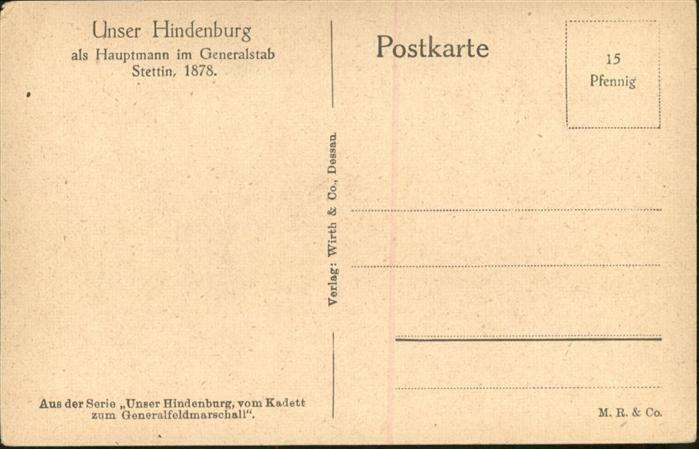 Unser Hindenburg
als Hauptmann im Generalstab
Stettin, 1878.
Postkarte
15
Pfennig
Verlag: Wirth & Co., Dessau.
Aus der Serie „Unser Hindenburg, vom Kadett
zum Generalfeldmarschall“.
M. R. & Co.